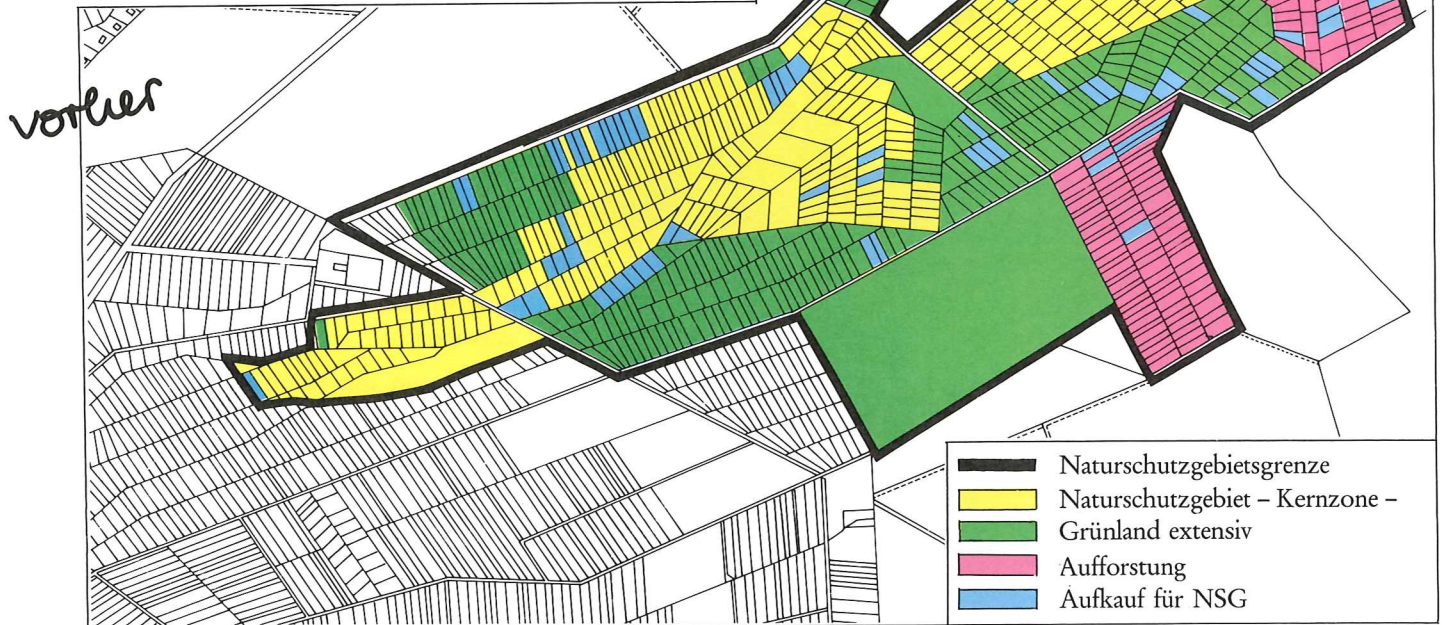 vorher
Naturschutzgebietsgrenze
Naturschutzgebiet – Kernzone –
Grünland extensiv
Aufforstung
Aufkauf für NSG